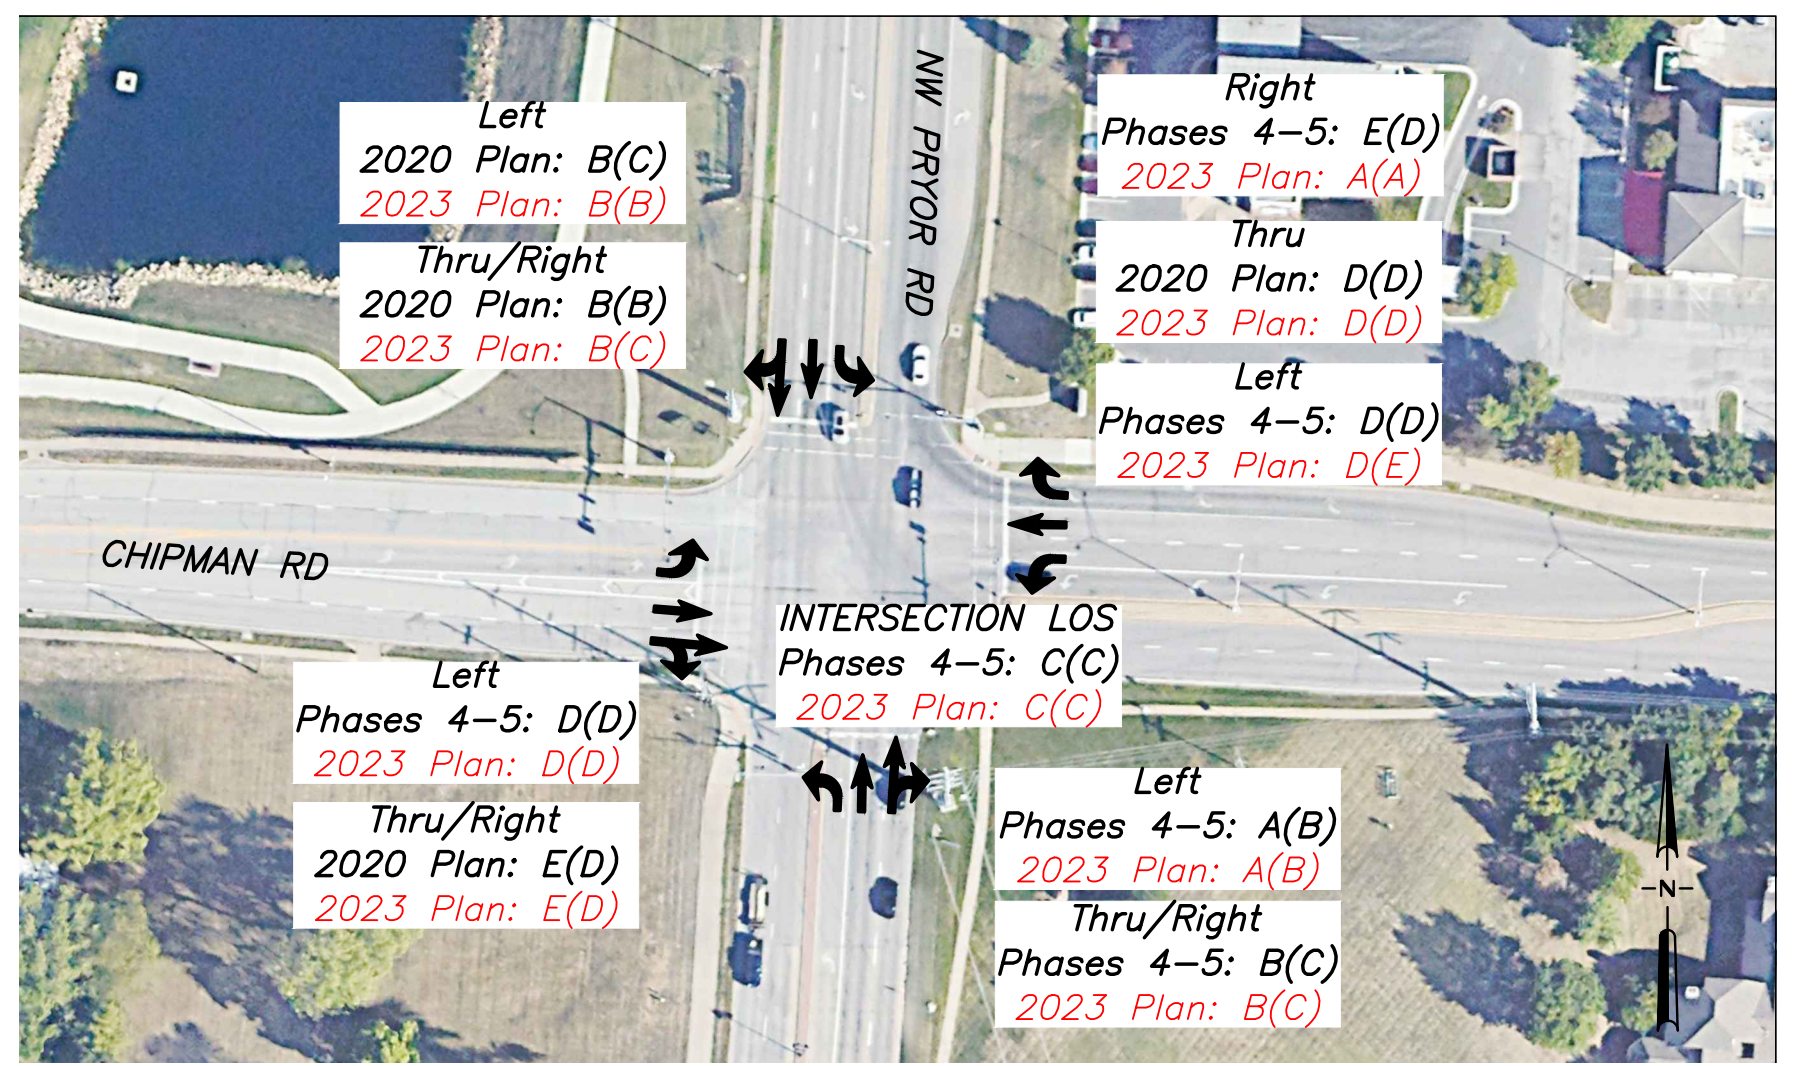 Left
2020 Plan: B(C)
2023 Plan: B(B)
Thru/Right
2020 Plan: B(B)
2023 Plan: B(C)
NW PRYOR RD
Right
Phases 4-5: E(D)
2023 Plan: A(A)
Thru
2020 Plan: D(D)
2023 Plan: D(D)
Left
Phases 4-5: D(D)
2023 Plan: D(E)
CHIPMAN RD
INTERSECTION LOS
Phases 4-5: C(C)
2023 Plan: C(C)
Left
Phases 4-5: D(D)
2023 Plan: D(D)
Thru/Right
2020 Plan: E(D)
2023 Plan: E(D)
Left
Phases 4-5: A(B)
2023 Plan: A(B)
Thru/Right
Phases 4-5: B(C)
2023 Plan: B(C)
N